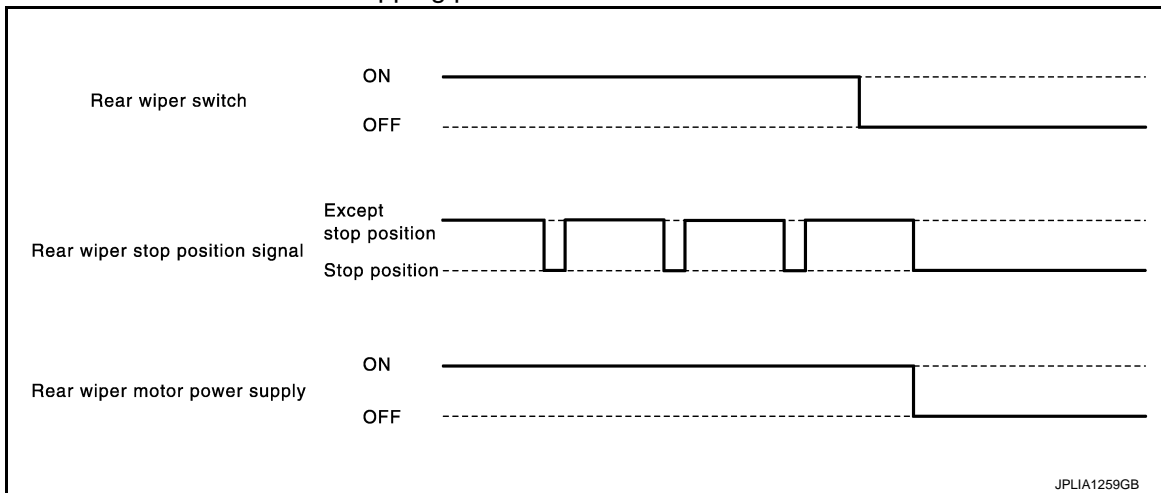 ON
Rear wiper switch
OFF
Except
stop position
Rear wiper stop position signal
Stop position
ON
Rear wiper motor power supply
OFF
JPLIA1259GB